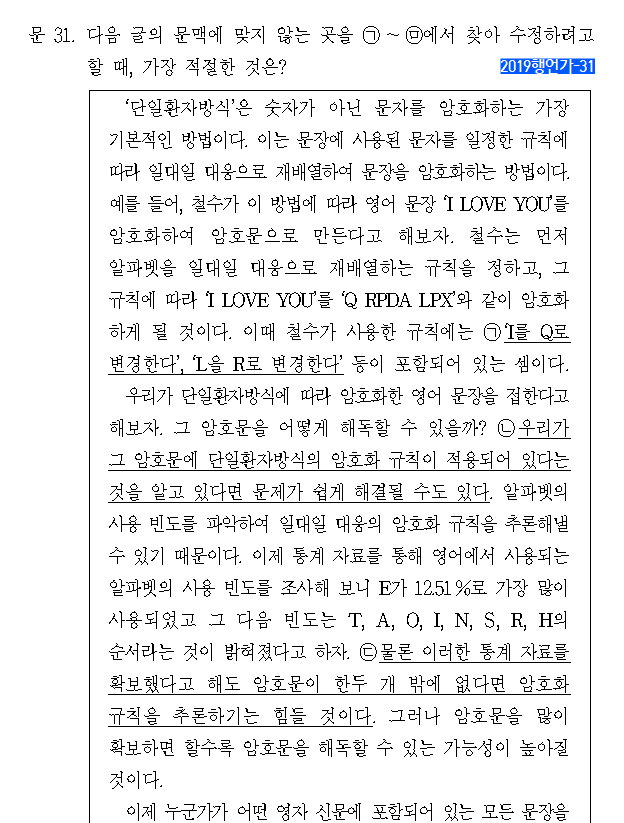 문 31. 다음 글의 문맥에 맞지 않는 곳을 ㉠~㉤에서 찾아 수정하려고
할 때, 가장 적절한 것은?
2019행언가-31
‘단일환자방식’은 숫자가 아닌 문자를 암호화하는 가장
기본적인 방법이다. 이는 문장에 사용된 문자를 일정한 규칙에
따라 일대일 대응으로 재배열하여 문장을 암호화하는 방법이다.
예를 들어, 철수가 이 방법에 따라 영어 문장 ‘I LOVE YOU’를
암호화하여 암호문으로 만든다고 해보자. 철수는 먼저
알파벳을 일대일 대응으로 재배열하는 규칙을 정하고, 그
규칙에 따라 ‘I LOVE YOU’를 ‘Q RPDA LPX’와 같이 암호화
하게 될 것이다. 이때 철수가 사용한 규칙에는 ㉠‘I를 Q로
변경한다’, ‘L을 R로 변경한다’ 등이 포함되어 있는 셈이다.
우리가 단일환자방식에 따라 암호화한 영어 문장을 접한다고
해보자. 그 암호문을 어떻게 해독할 수 있을까? ㉡우리가
그 암호문에 단일환자방식의 암호화 규칙이 적용되어 있다는
것을 알고 있다면 문제가 쉽게 해결될 수도 있다. 알파벳의
사용 빈도를 파악하여 일대일 대응의 암호화 규칙을 추론해낼
수 있기 때문이다. 이제 통계 자료를 통해 영어에서 사용되는
알파벳의 사용 빈도를 조사해 보니 E가 12.51%로 가장 많이
사용되었고 그 다음 빈도는 T, A, O, I, N, S, R, H의
순서라는 것이 밝혀졌다고 하자. ㉢물론 이러한 통계 자료를
확보했다고 해도 암호문이 한두 개 밖에 없다면 암호화
규칙을 추론하기는 힘들 것이다. 그러나 암호문을 많이
확보하면 할수록 암호문을 해독할 수 있는 가능성이 높아질
것이다.
이제 누군가가 어떤 영자 신문에 포함되어 있는 모든 문장을